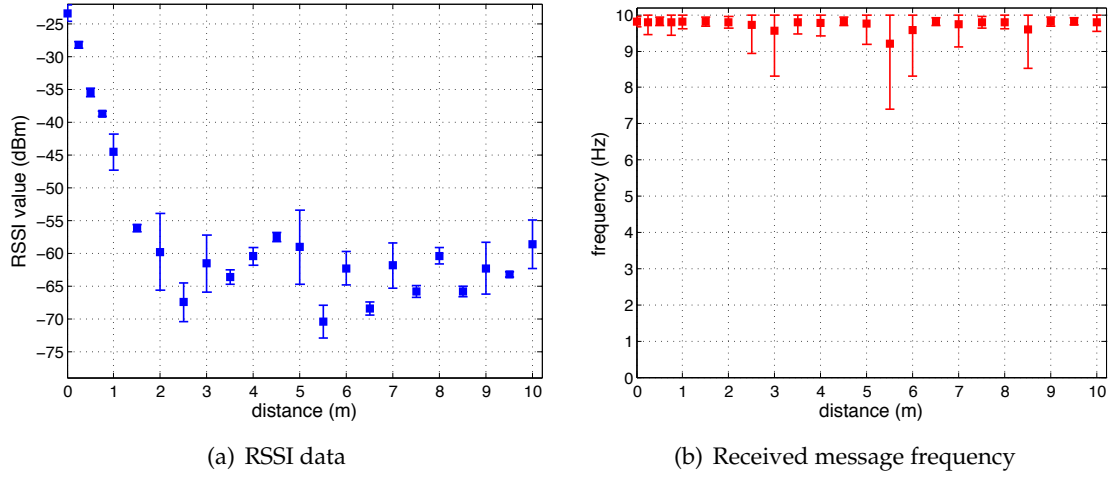 −25
−30
−35
−40
−45
−50
−55
−60
−65
−70
−75
RSSI value (dBm)
0 1 2 3 4 5 6 7 8 9 10
distance (m)
(a) RSSI data
10
9
8
7
6
5
4
3
2
1
0
frequency (Hz)
0 1 2 3 4 5 6 7 8 9 10
distance (m)
(b) Received message frequency